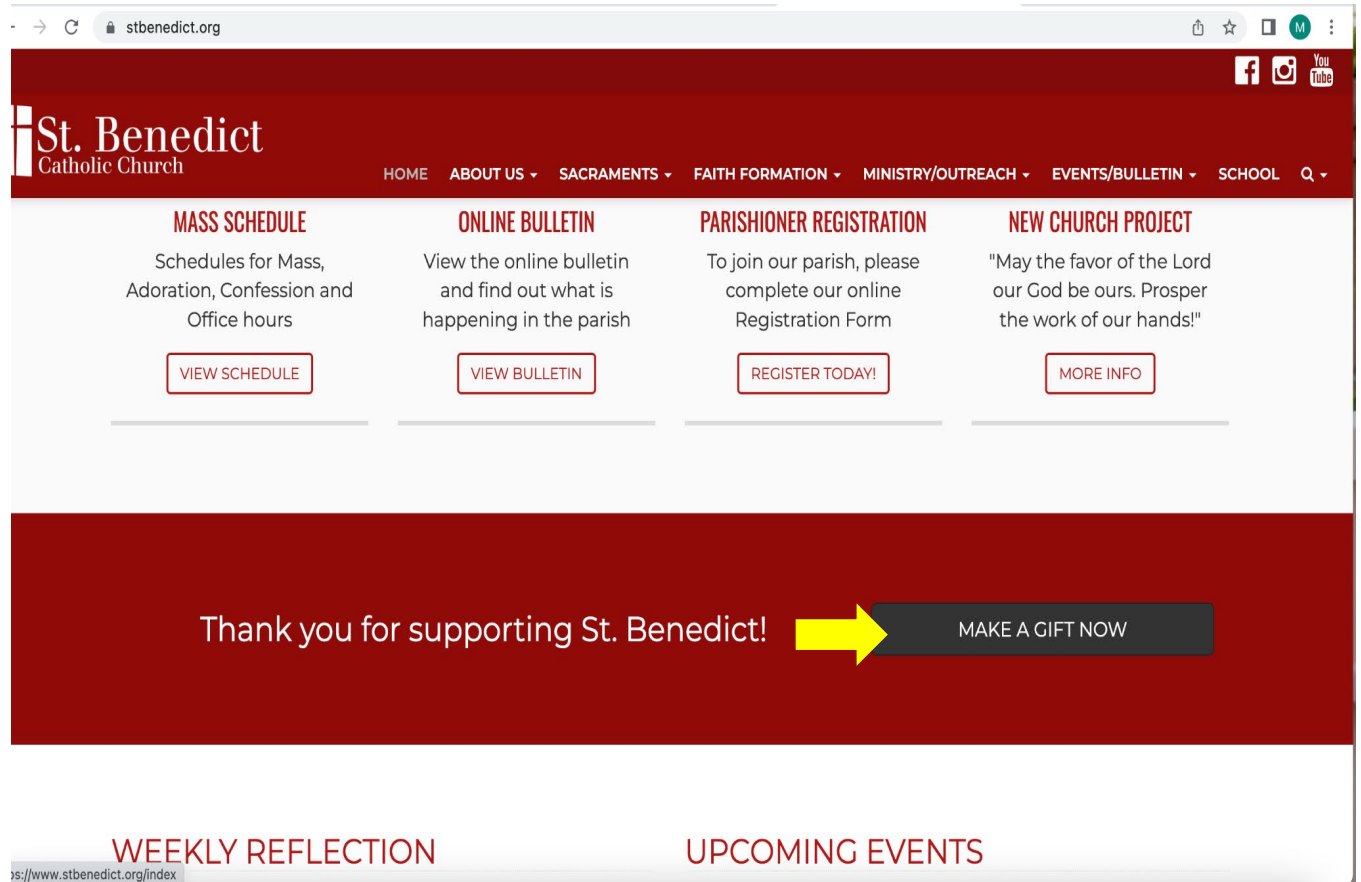 stbenedict.org
M
You
Tube
St. Benedict
Catholic Church
HOME ABOUT US SACRAMENTS FAITH FORMATION MINISTRY/OUTREACH EVENTS/BULLETIN SCHOOL
MASS SCHEDULE
Schedules for Mass,
Adoration, Confession and
Office hours
VIEW SCHEDULE
ONLINE BULLETIN
View the online bulletin
and find out what is
happening in the parish
VIEW BULLETIN
PARISHIONER REGISTRATION
To join our parish, please
complete our online
Registration Form
REGISTER TODAY!
NEW CHURCH PROJECT
"May the favor of the Lord
our God be ours. Prosper
the work of our hands!"
MORE INFO
Thank you for supporting St. Benedict!
MAKE A GIFT NOW
WEEKLY REFLECTION
UPCOMING EVENTS
ps://www.stbenedict.org/index